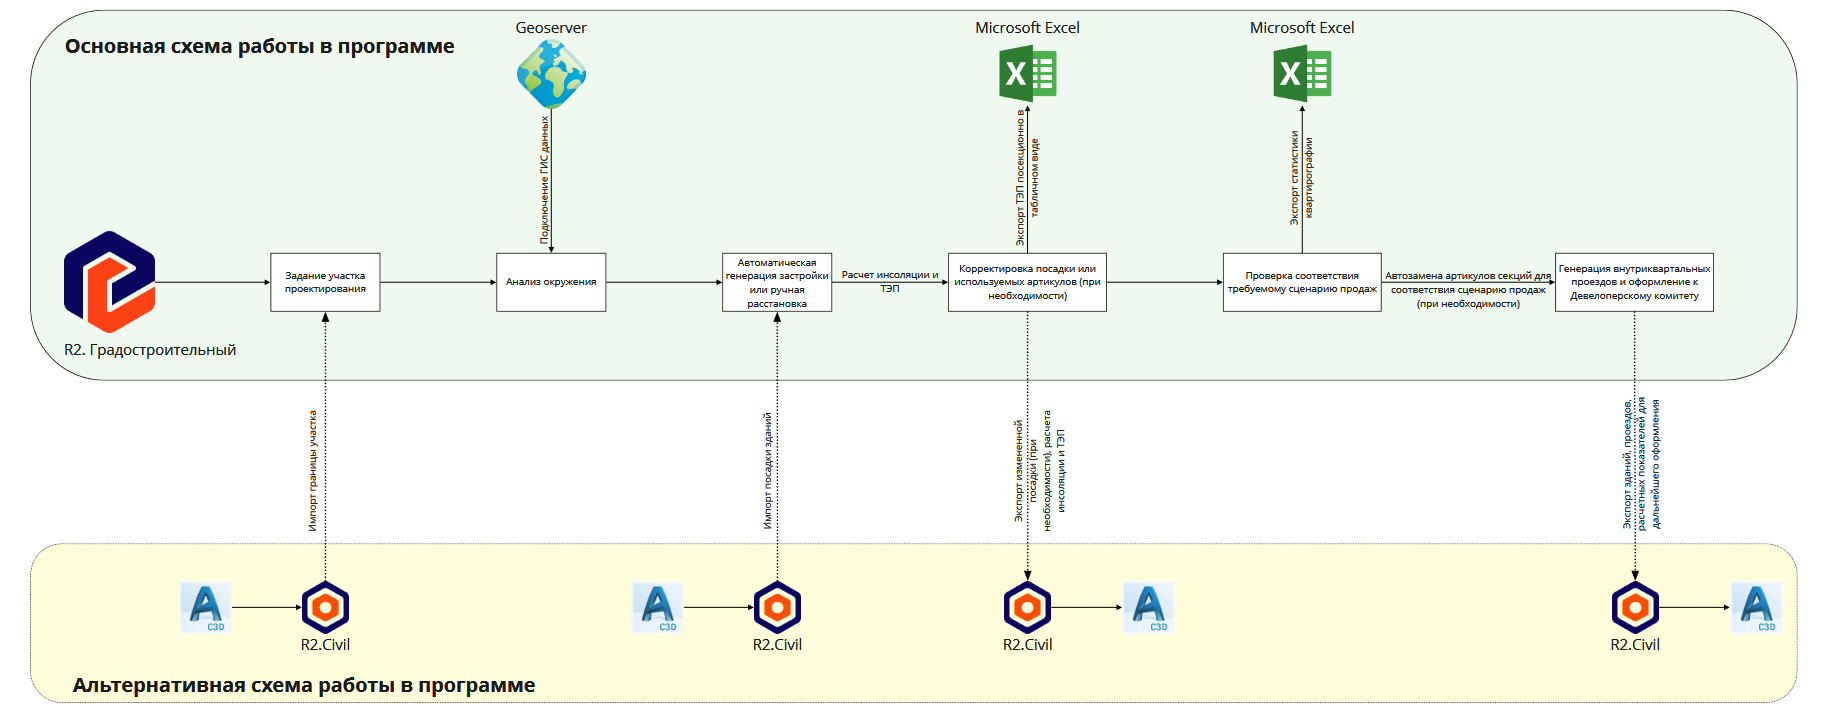 Основная схема работы в программе
Geoserver
Microsoft Excel
Microsoft Excel
Подключение ГИС данных
Экспорт ТЭП посекционно в
табличном виде
Экспорт статистики
квартирографии
R2. Градостроительный
Задание участка
проектирования
Анализ окружения
Автоматическая
генерация застройки
или ручная
расстановка
Расчет инсоляции и
ТЭП
Корректировка посадки или
используемых артикулов (при
необходимости)
Проверка соответствия
требуемому сценарию продаж
Автозамена артикулов секций для
соответствия сценарию продаж
(при необходимости)
Генерация внутриквартальных
проездов и оформление к
Девелоперскому комитету
Импорт границы участка
Импорт посадки зданий
Экспорт измененной
посадки (при
необходимости), расчета
инсоляции и ТЭП
Экспорт зданий, проездов,
расчетных показателей для
дальнейшего оформления
C3D
R2.Civil
C3D
R2.Civil
R2.Civil
C3D
R2.Civil
C3D
Альтернативная схема работы в программе